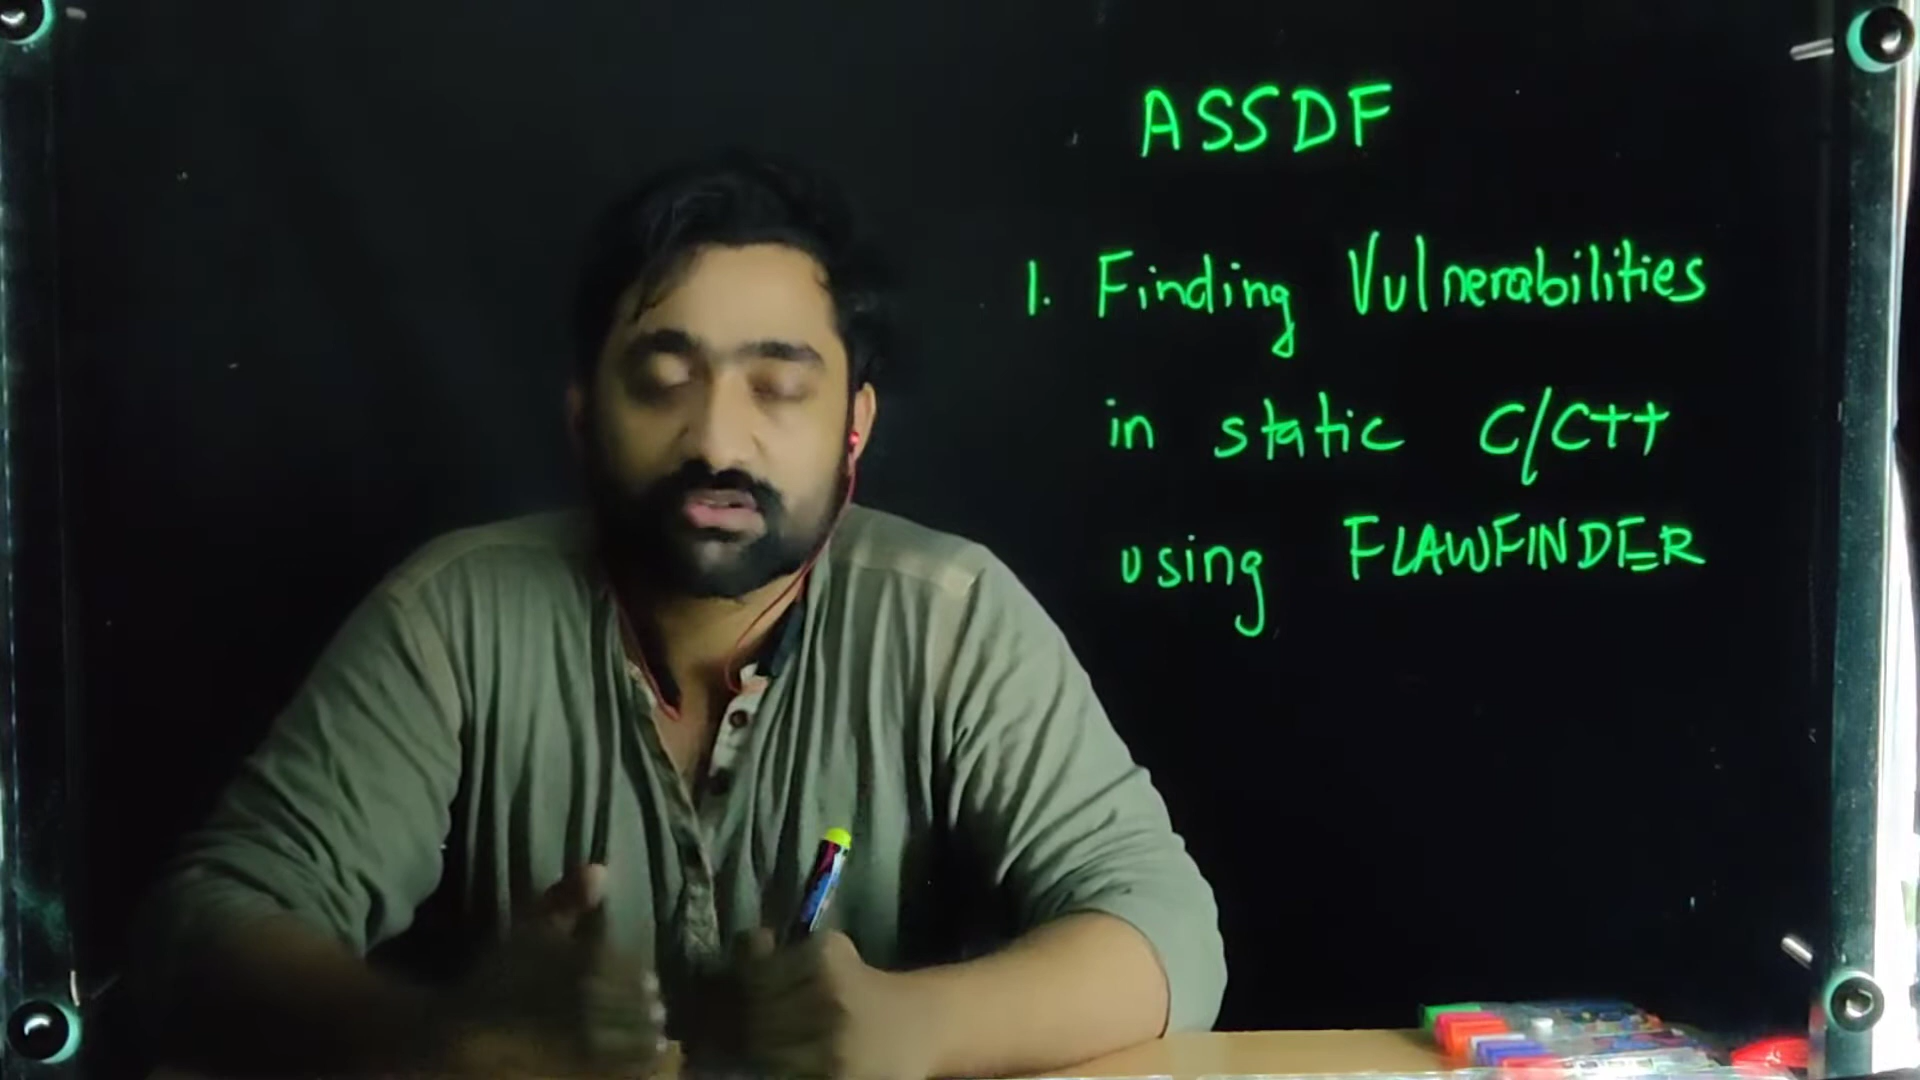 ASSDF
1. Finding Vulnerabilities
in static C/C++
using FLAWFINDER